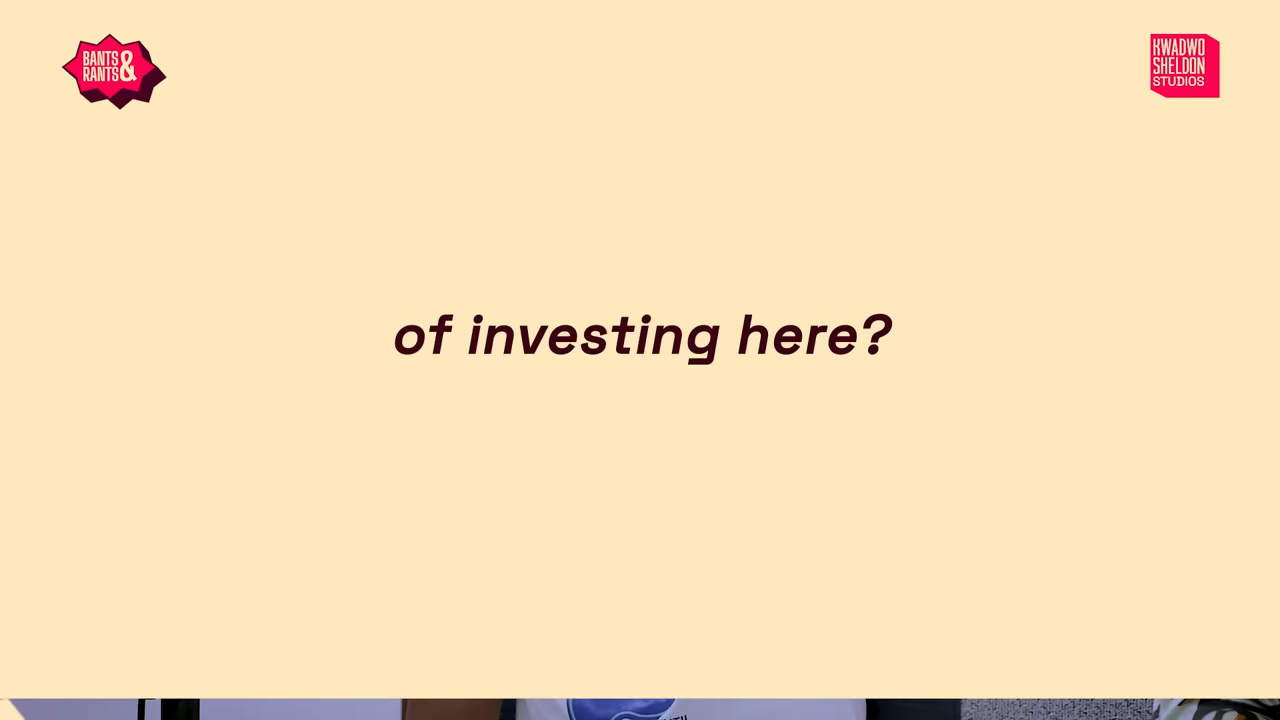 BANTS
RANTS&
KWADWO
SHELDON
STUDIOS
of investing here?